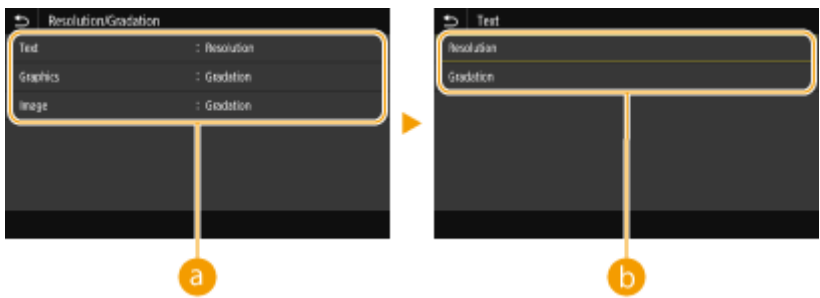 Resolution/Gradation
Text : Resolution
Graphics : Gradation
Image : Gradation
a
Text
Resolution
Gradation
b